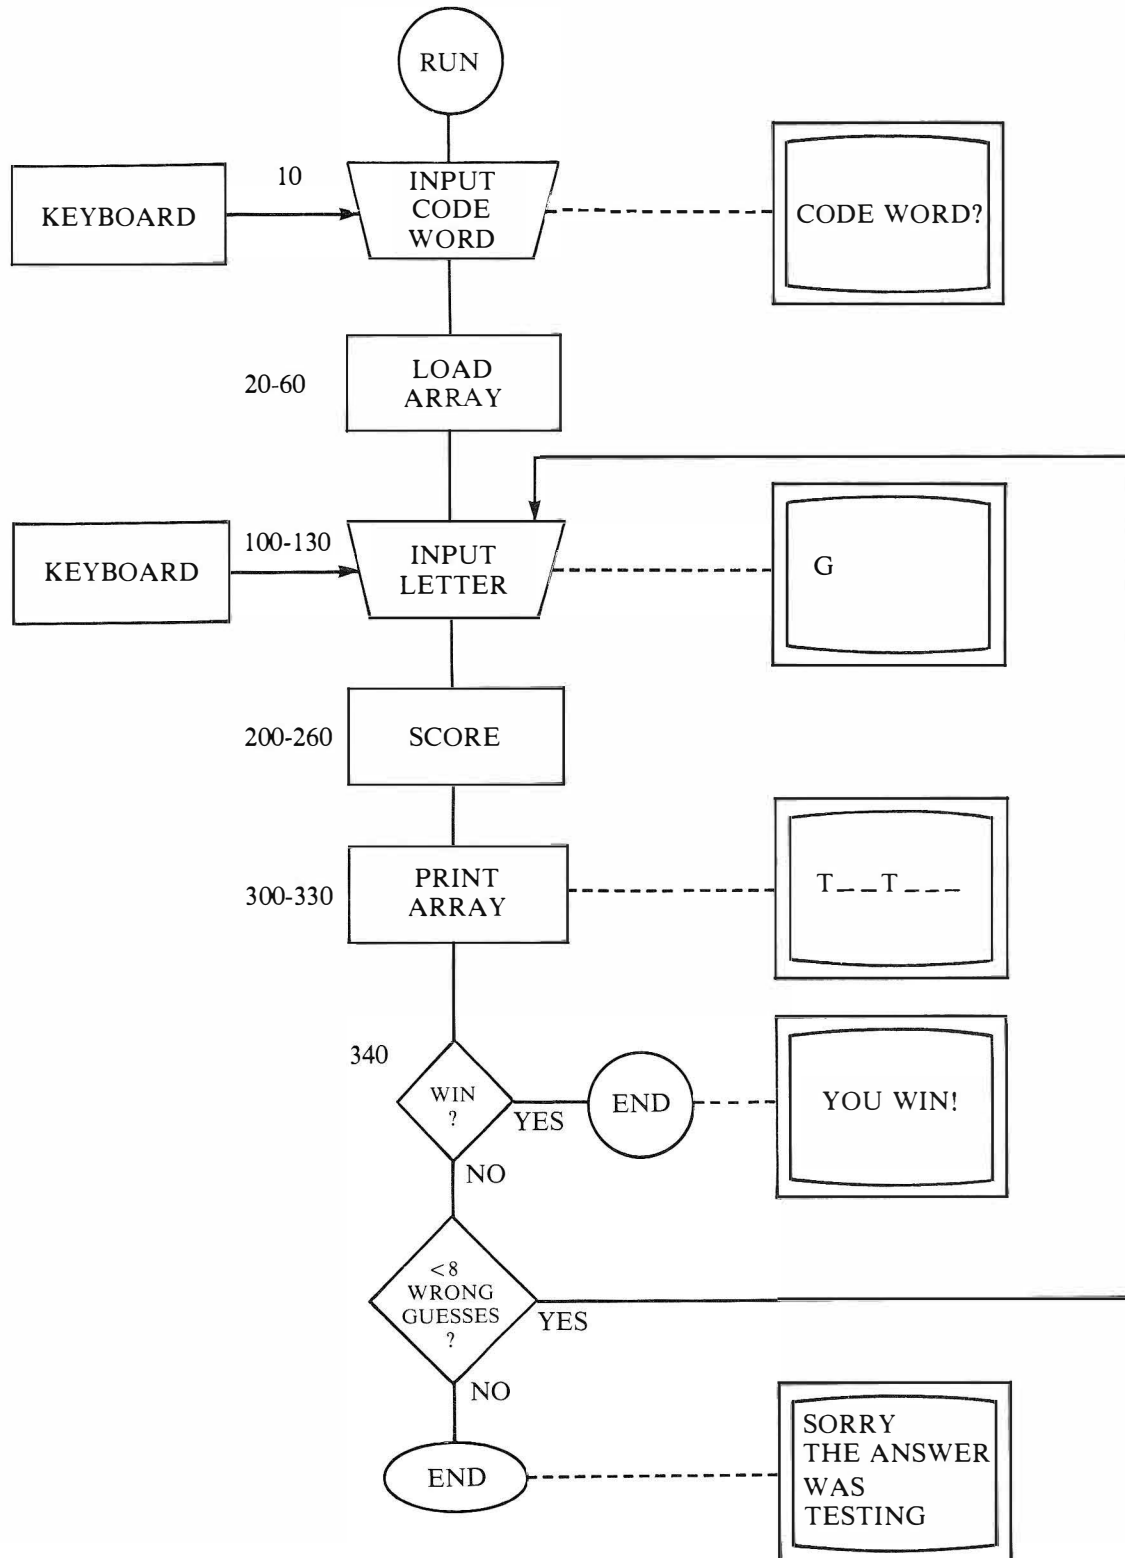 RUN
10
KEYBOARD
INPUT
CODE
WORD
CODE WORD?
20-60
LOAD
ARRAY
100-130
KEYBOARD
INPUT
LETTER
G
200-260
SCORE
300-330
PRINT
ARRAY
T__T___
340
WIN
?
YES
END
YOU WIN!
NO
<8
WRONG
GUESSES
?
YES
NO
END
SORRY
THE ANSWER
WAS
TESTING